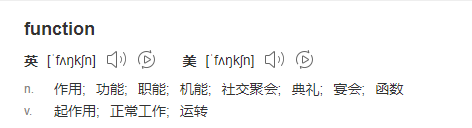 function
英 [ˈfʌŋkʃn] 美 [ˈfʌŋkʃn]
n. 作用; 功能; 职能; 机能; 社交聚会; 典礼; 宴会; 函数
v. 起作用; 正常工作; 运转